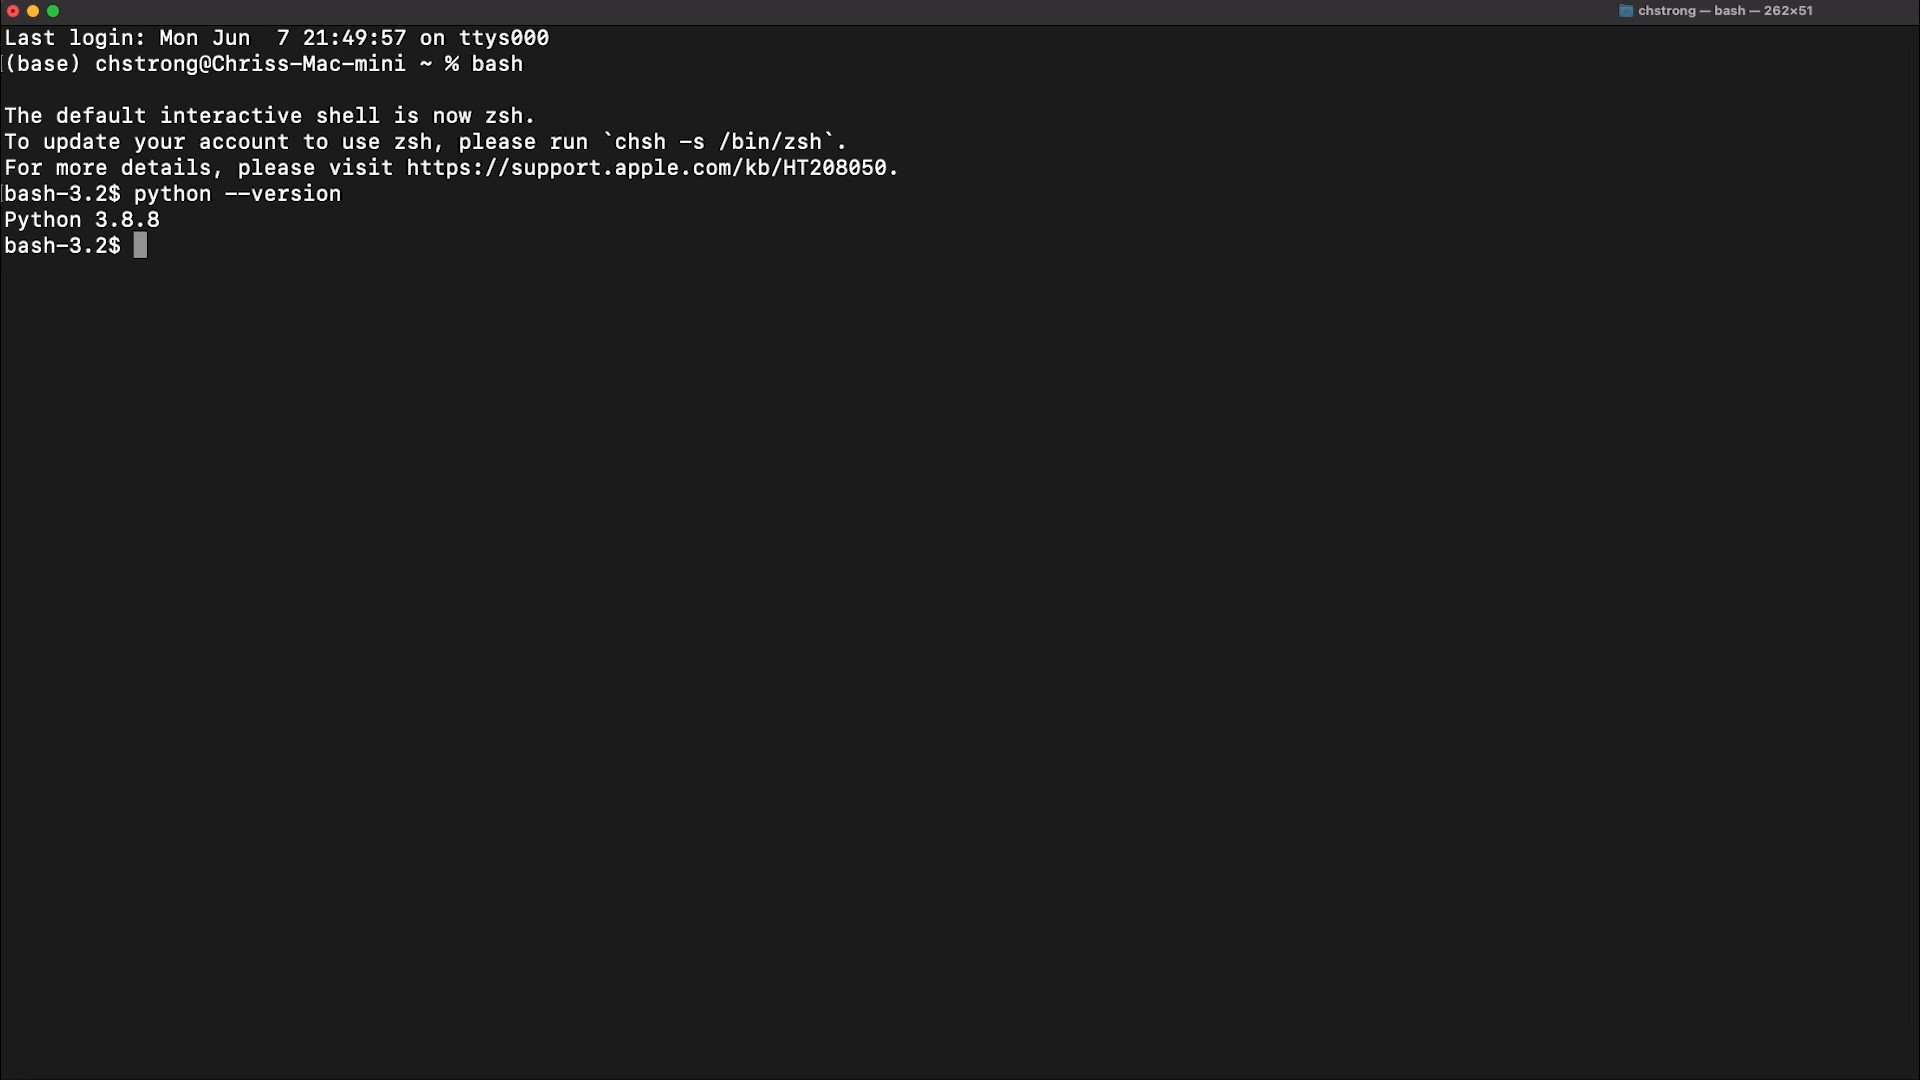 chstrong — bash — 262×51
Last login: Mon Jun  7 21:49:57 on ttys000
(base) chstrong@Chriss-Mac-mini ~ % bash
The default interactive shell is now zsh.
To update your account to use zsh, please run `chsh -s /bin/zsh`.
For more details, please visit https://support.apple.com/kb/HT208050.
bash-3.2$ python --version
Python 3.8.8
bash-3.2$